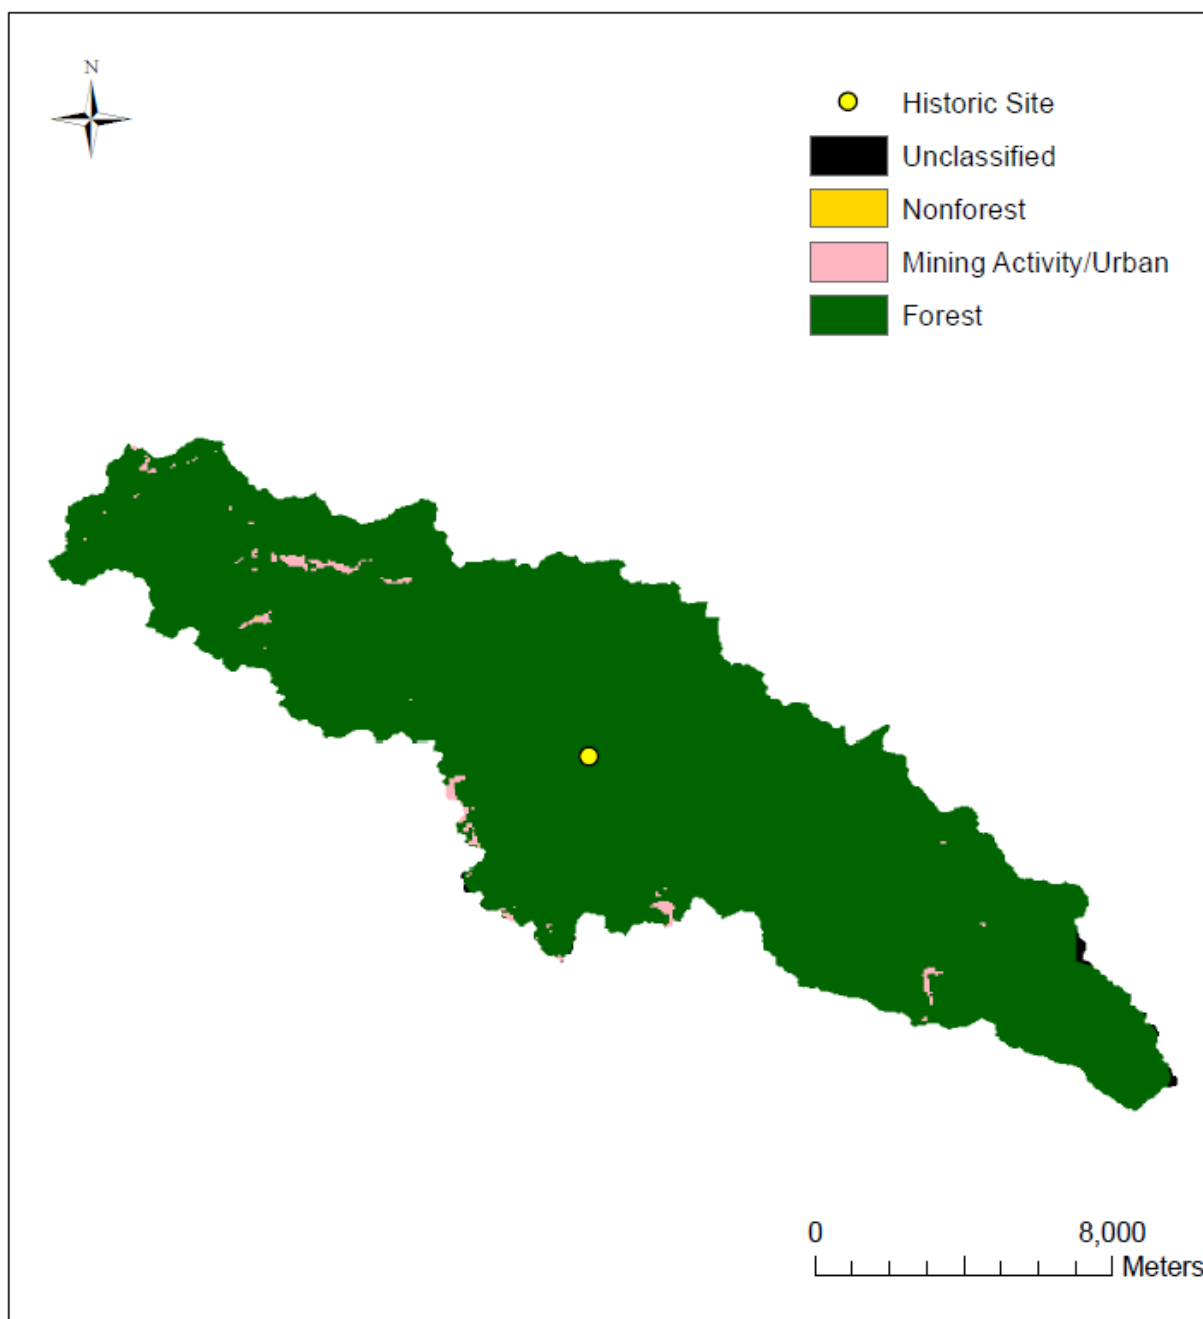 N
Historic Site
Unclassified
Nonforest
Mining Activity/Urban
Forest
0 8,000
Meters